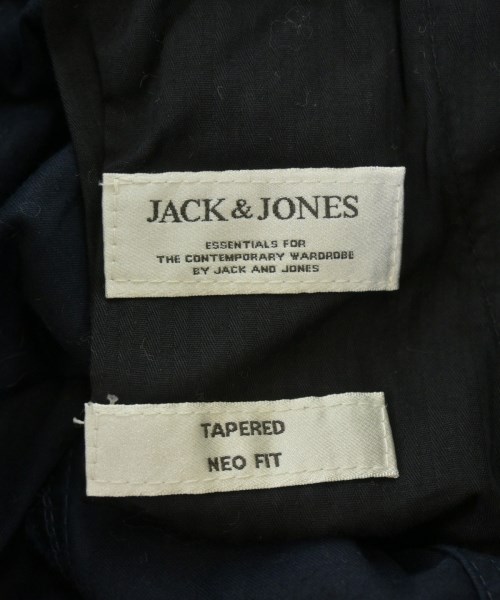 JACK & JONES
ESSENTIALS FOR
THE CONTEMPORARY WARDROBE
BY JACK AND JONES
TAPERED
NEO FIT